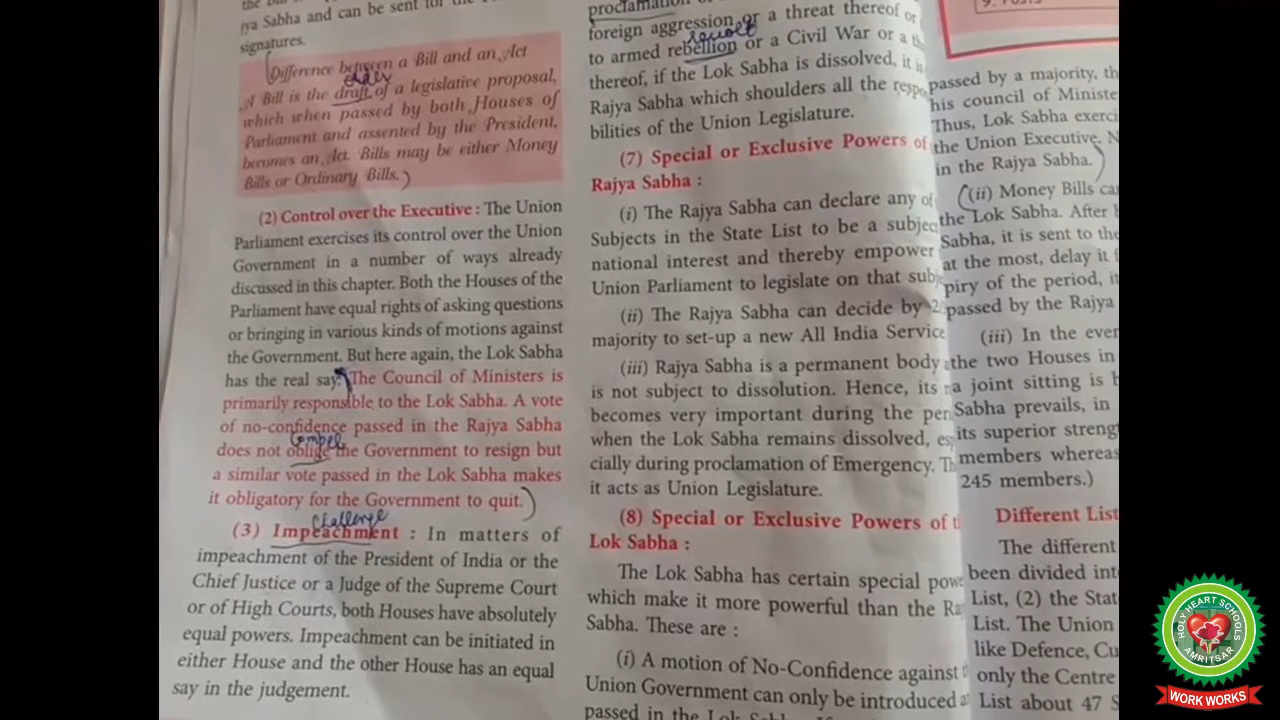 jya Sabha and can be sent for the
signatures.
Difference between a Bill and an Act
A Bill is the draft of a legislative proposal,
which when passed by both Houses of
Parliament and assented by the President,
becomes an Act. Bills may be either Money
Bills or Ordinary Bills.)
(2) Control over the Executive : The Union
Parliament exercises its control over the Union
Government in a number of ways already
discussed in this chapter. Both the Houses of the
Parliament have equal rights of asking questions
or bringing in various kinds of motions against
the Government. But here again, the Lok Sabha
has the real say. The Council of Ministers is
primarily responsible to the Lok Sabha. A vote
of no-confidence passed in the Rajya Sabha
Compel
does not oblige the Government to resign but
a similar vote passed in the Lok Sabha makes
it obligatory for the Government to quit.)
Challenge
(3) Impeachment : In matters of
impeachment of the President of India or the
Chief Justice or a Judge of the Supreme Court
or of High Courts, both Houses have absolutely
equal powers. Impeachment can be initiated in
either House and the other House has an equal
say in the judgement.
proclamation
foreign aggression or a threat thereof or
revolt
to armed rebellion or a Civil War or a
thereof, if the Lok Sabha is dissolved, it
Rajya Sabha which shoulders all the
bilities of the Union Legislature.
(7) Special or Exclusive Powers of
Rajya Sabha :
(i) The Rajya Sabha can declare any of
Subjects in the State List to be a
national interest and thereby empower
Union Parliament to legislate on that
(ii) The Rajya Sabha can decide by
majority to set-up a new All India Service
(iii) Rajya Sabha is a permanent body
is not subject to dissolution. Hence, its
becomes very important during the
when the Lok Sabha remains dissolved,
cially during proclamation of Emergency.
it acts as Union Legislature.
(8) Special or Exclusive Powers of
Lok Sabha :
The Lok Sabha has certain special
which make it more powerful than the
Sabha. These are :
(i) A motion of No-Confidence against
Union Government can only be introduced
passed in the Lok Sabha.
passed by a majority,
his council of
Thus, Lok Sabha
the Union Executive.
in the Rajya Sabha.)
((ii) Money Bills
the Lok Sabha. After
Sabha, it is sent to the
at the most, delay it
piry of the period,
passed by the Rajya
(iii) In the
the two Houses in
a joint sitting is
Sabha prevails, in
its superior
members whereas
245 members.)
Different
The different
been divided
List, (2) the
List. The Union
like Defence,
only the Centre
List about 47
HOLY HEART SCHOOLS
AMRITSAR
WORK WORKS